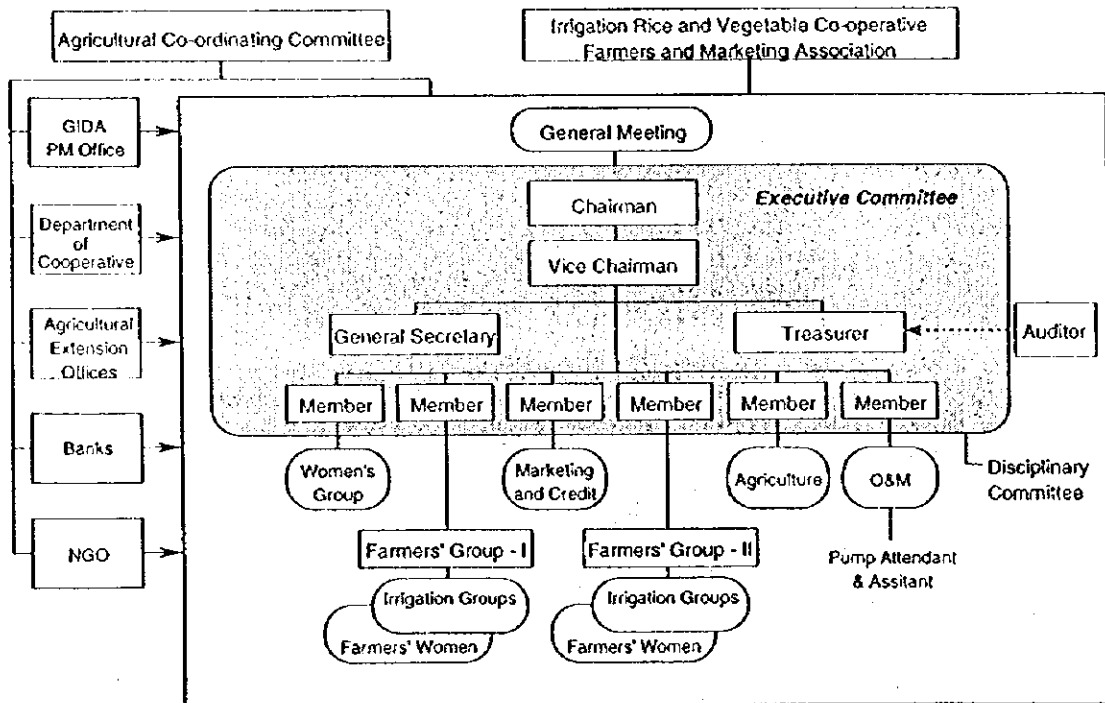 Agricultural Co-ordinating Committee
Irrigation Rice and Vegetable Co-operative
Farmers and Marketing Association
GIDA
PM Office
Department
of
Cooperative
Agricultural
Extension
Offices
Banks
NGO
General Meeting
Executive Committee
Chairman
Vice Chairman
General Secretary
Treasurer
Auditor
Member
Member
Member
Member
Member
Member
Women's
Group
Marketing
and Credit
Agriculture
O&M
Disciplinary
Committee
Farmers' Group - I
Farmers' Group - II
Pump Attendant
& Assitant
Irrigation Groups
Farmers' Women
Irrigation Groups
Farmers' Women